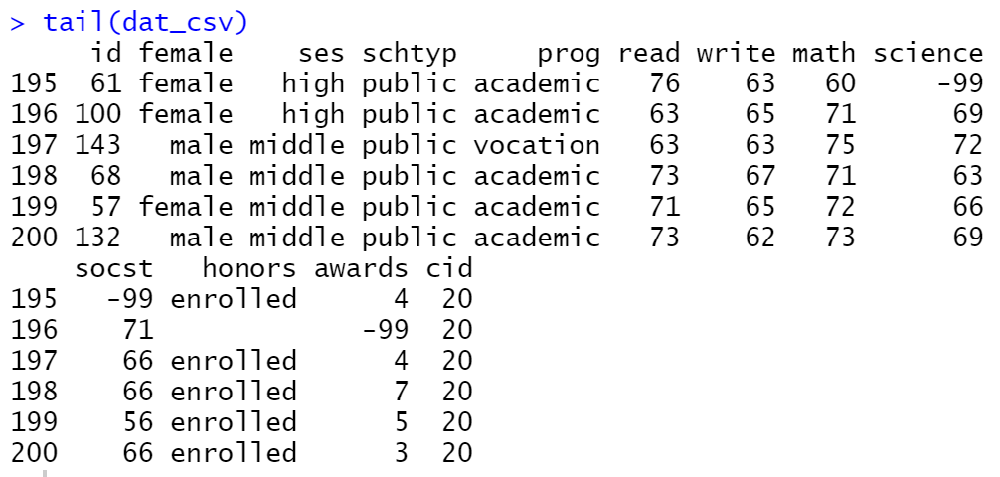 > tail(dat_csv)
     id female    ses schtyp     prog read write math science
195  61 female   high public academic   76    63   60     -99
196 100 female   high public academic   63    65   71      69
197 143   male middle public vocation   63    63   75      72
198  68   male middle public academic   73    67   71      63
199  57 female middle public academic   71    65   72      66
200 132   male middle public academic   73    62   73      69
    socst   honors awards cid
195   -99 enrolled      4  20
196    71             -99  20
197    66 enrolled      4  20
198    66 enrolled      7  20
199    56 enrolled      5  20
200    66 enrolled      3  20